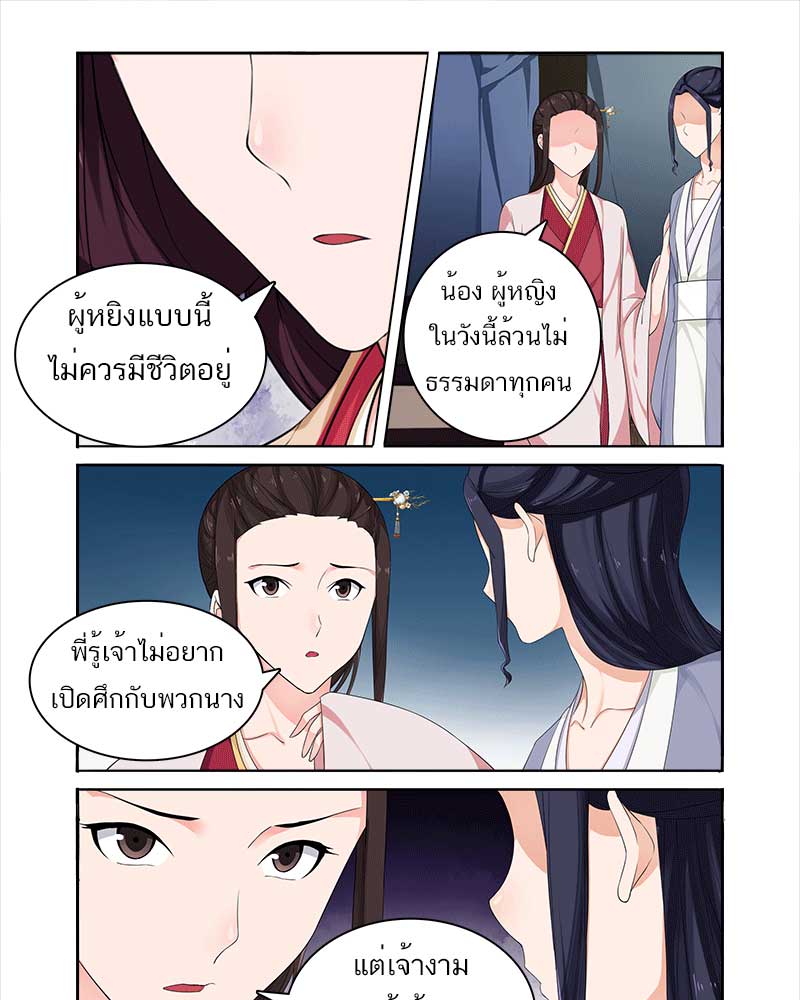 ผู้หยิงแบบนี้
ไม่ควรมีชีวิตอยู่
น้อง ผู้หญิง
ในวังนี้ล้วนไม่
ธรรมดาทุกคน
พี่รู้เจ้าไม่อยาก
เปิดศึกกับพวกนาง
แต่เจ้างาม